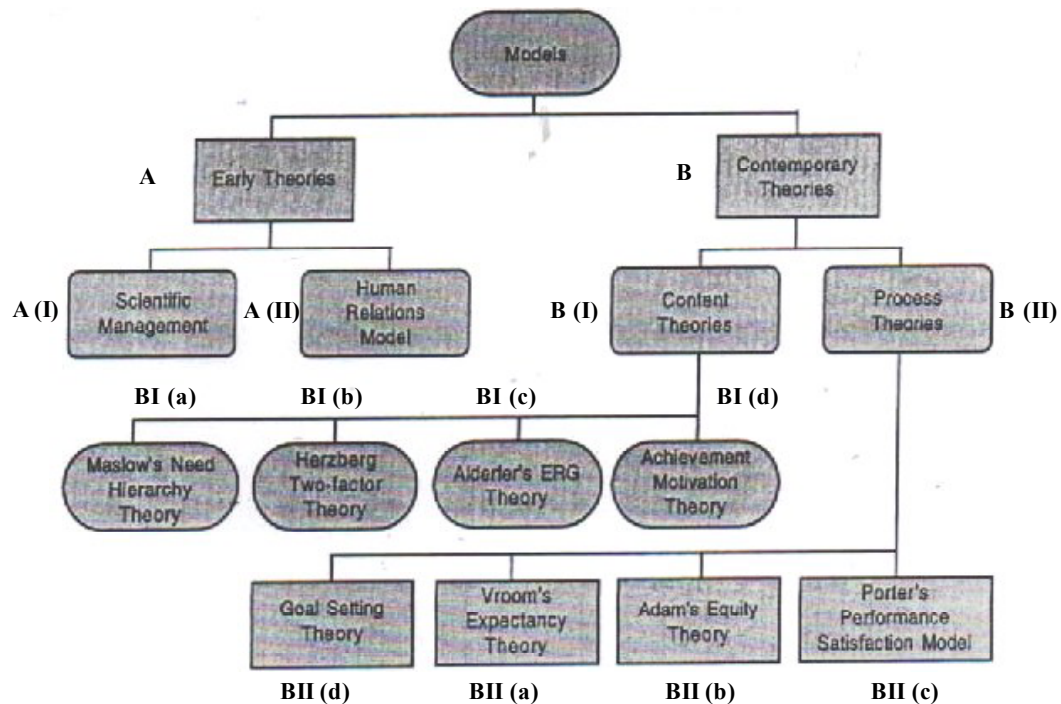 Models
A
Early Theories
B
Contemporary
Theories
A (I)
Scientific
Management
A (II)
Human
Relations
Model
B (I)
Content
Theories
Process
Theories
B (II)
BI (a)
BI (b)
BI (c)
BI (d)
Maslow's Need
Hierarchy
Theory
Herzberg
Two-factor
Theory
Alderfer's ERG
Theory
Achievement
Motivation
Theory
Goal Setting
Theory
Vroom's
Expectancy
Theory
Adam's Equity
Theory
Porter's
Performance
Satisfaction Model
BII (d)
BII (a)
BII (b)
BII (c)